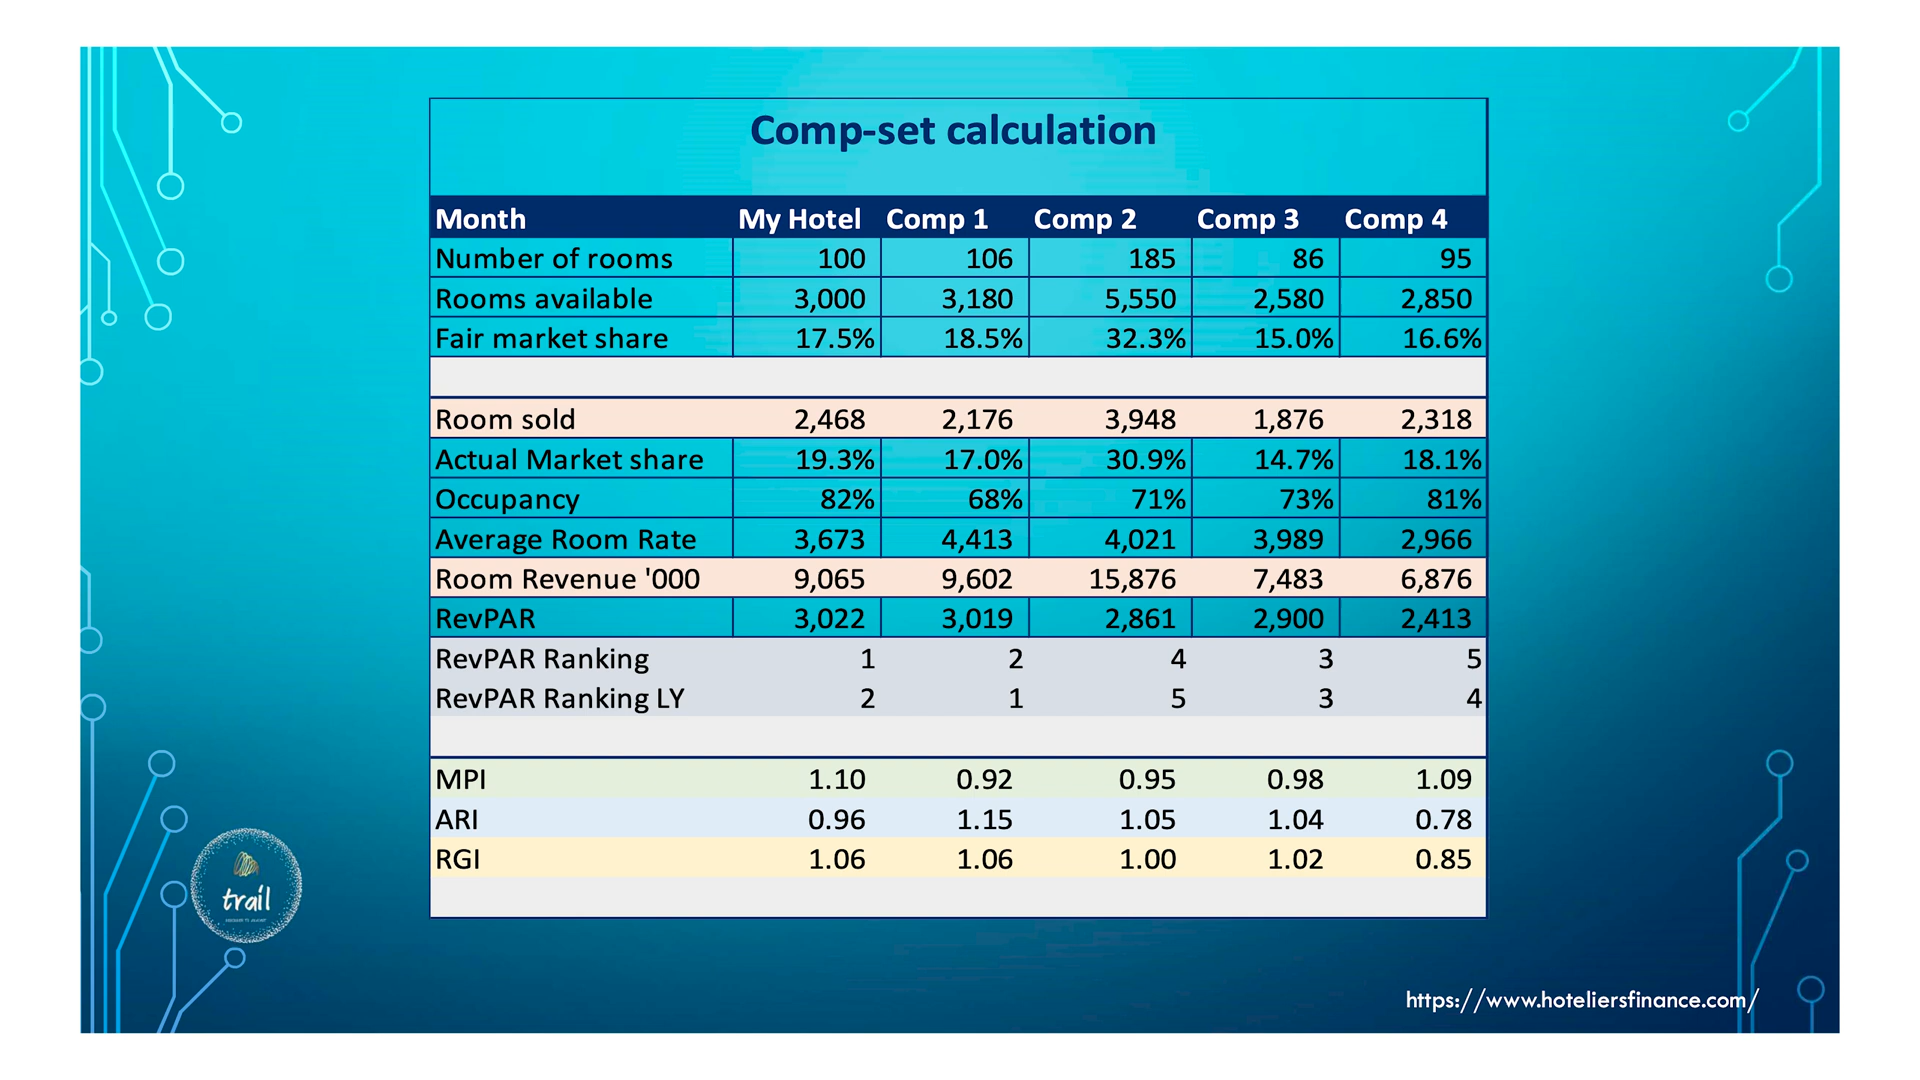 Comp-set calculation
Month My Hotel Comp 1 Comp 2 Comp 3 Comp 4
Number of rooms 100 106 185 86 95
Rooms available 3,000 3,180 5,550 2,580 2,850
Fair market share 17.5% 18.5% 32.3% 15.0% 16.6%
Room sold 2,468 2,176 3,948 1,876 2,318
Actual Market share 19.3% 17.0% 30.9% 14.7% 18.1%
Occupancy 82% 68% 71% 73% 81%
Average Room Rate 3,673 4,413 4,021 3,989 2,966
Room Revenue '000 9,065 9,602 15,876 7,483 6,876
RevPAR 3,022 3,019 2,861 2,900 2,413
RevPAR Ranking 1 2 4 3 5
RevPAR Ranking LY 2 1 5 3 4
MPI 1.10 0.92 0.95 0.98 1.09
ARI 0.96 1.15 1.05 1.04 0.78
RGI 1.06 1.06 1.00 1.02 0.85
trail
https://www.hoteliersfinance.com/